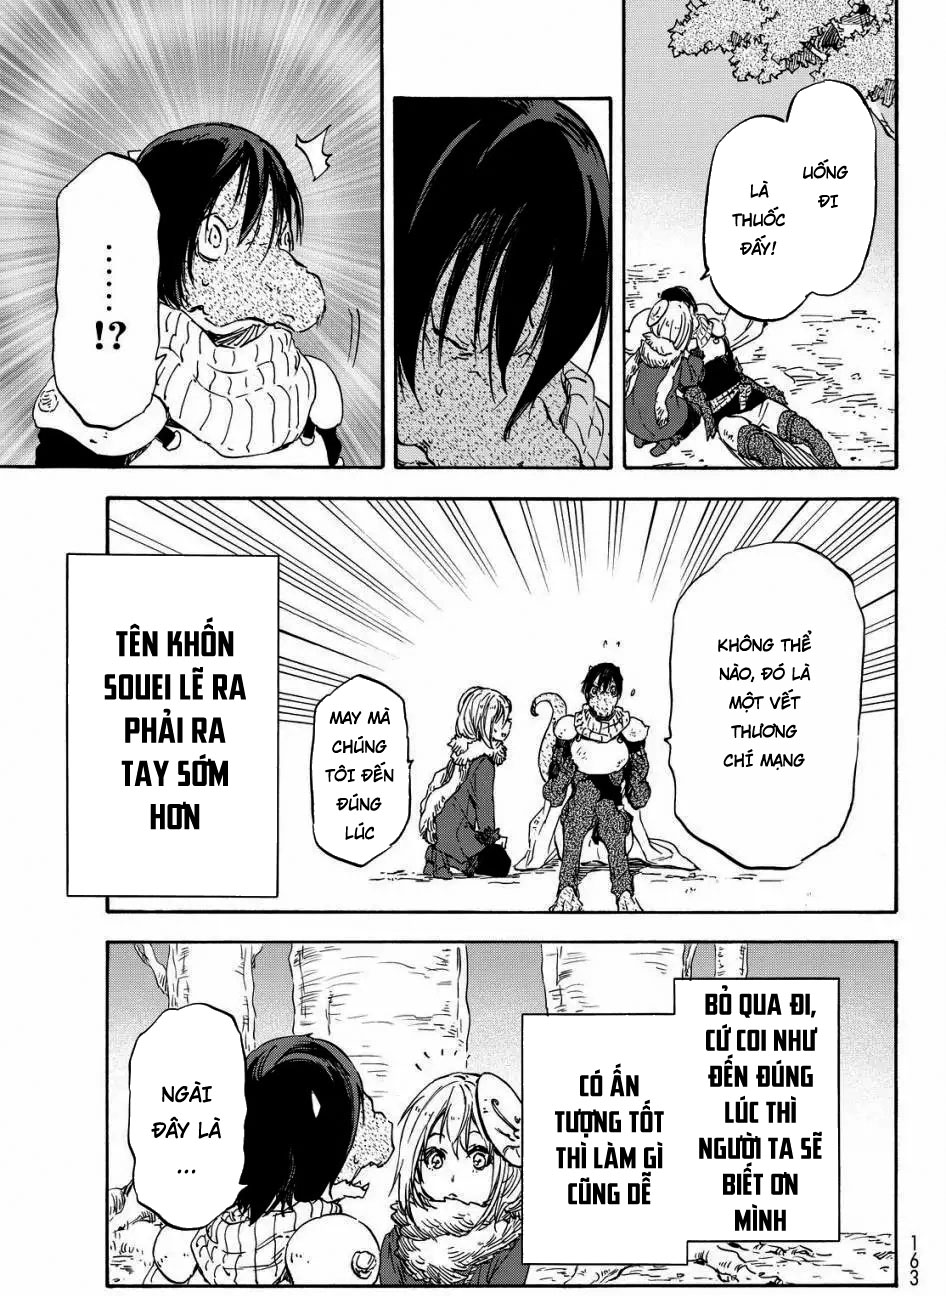 UỐNG
ĐI
LÀ
THUỐC
ĐẤY!
......
!?
KHÔNG THỂ
NÀO, ĐÓ LÀ
MỘT VẾT
THƯƠNG
CHÍ MẠNG
MAY MÀ
CHÚNG
TÔI ĐẾN
ĐÚNG
LÚC
TÊN KHỐN
SOUEI LẼ RA
PHẢI RA
TAY SỚM
HƠN
BỎ QUA ĐI,
CỨ COI NHƯ
ĐẾN ĐÚNG
LÚC THÌ
NGƯỜI TA SẼ
BIẾT ƠN
MÌNH
CÓ ẤN
TƯỢNG TỐT
THÌ LÀM GÌ
CŨNG DỄ
NGÀI
ĐÂY LÀ
...
163